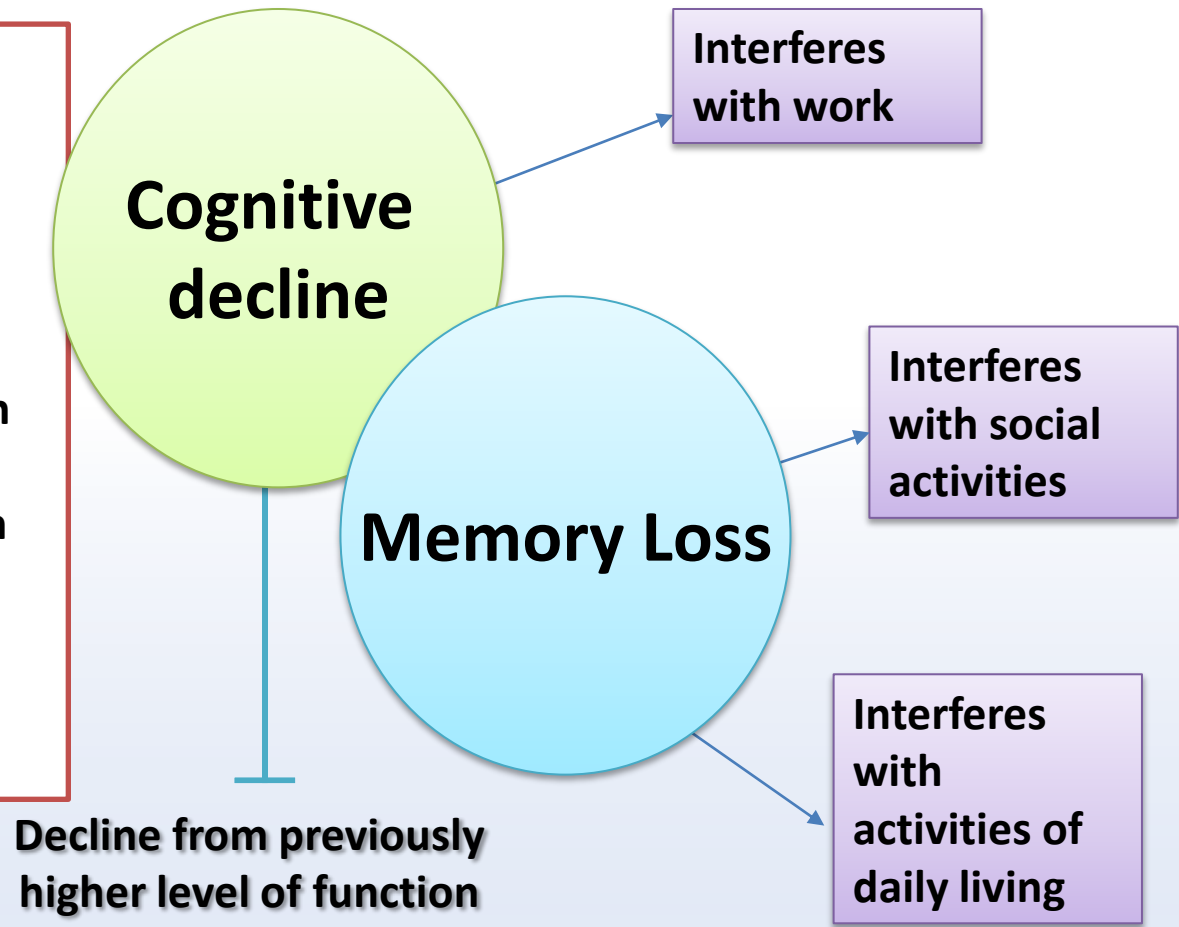 Cognitive
decline
Memory Loss
Interferes
with work
Interferes
with social
activities
Interferes
with
activities of
daily living
Decline from previously
higher level of function